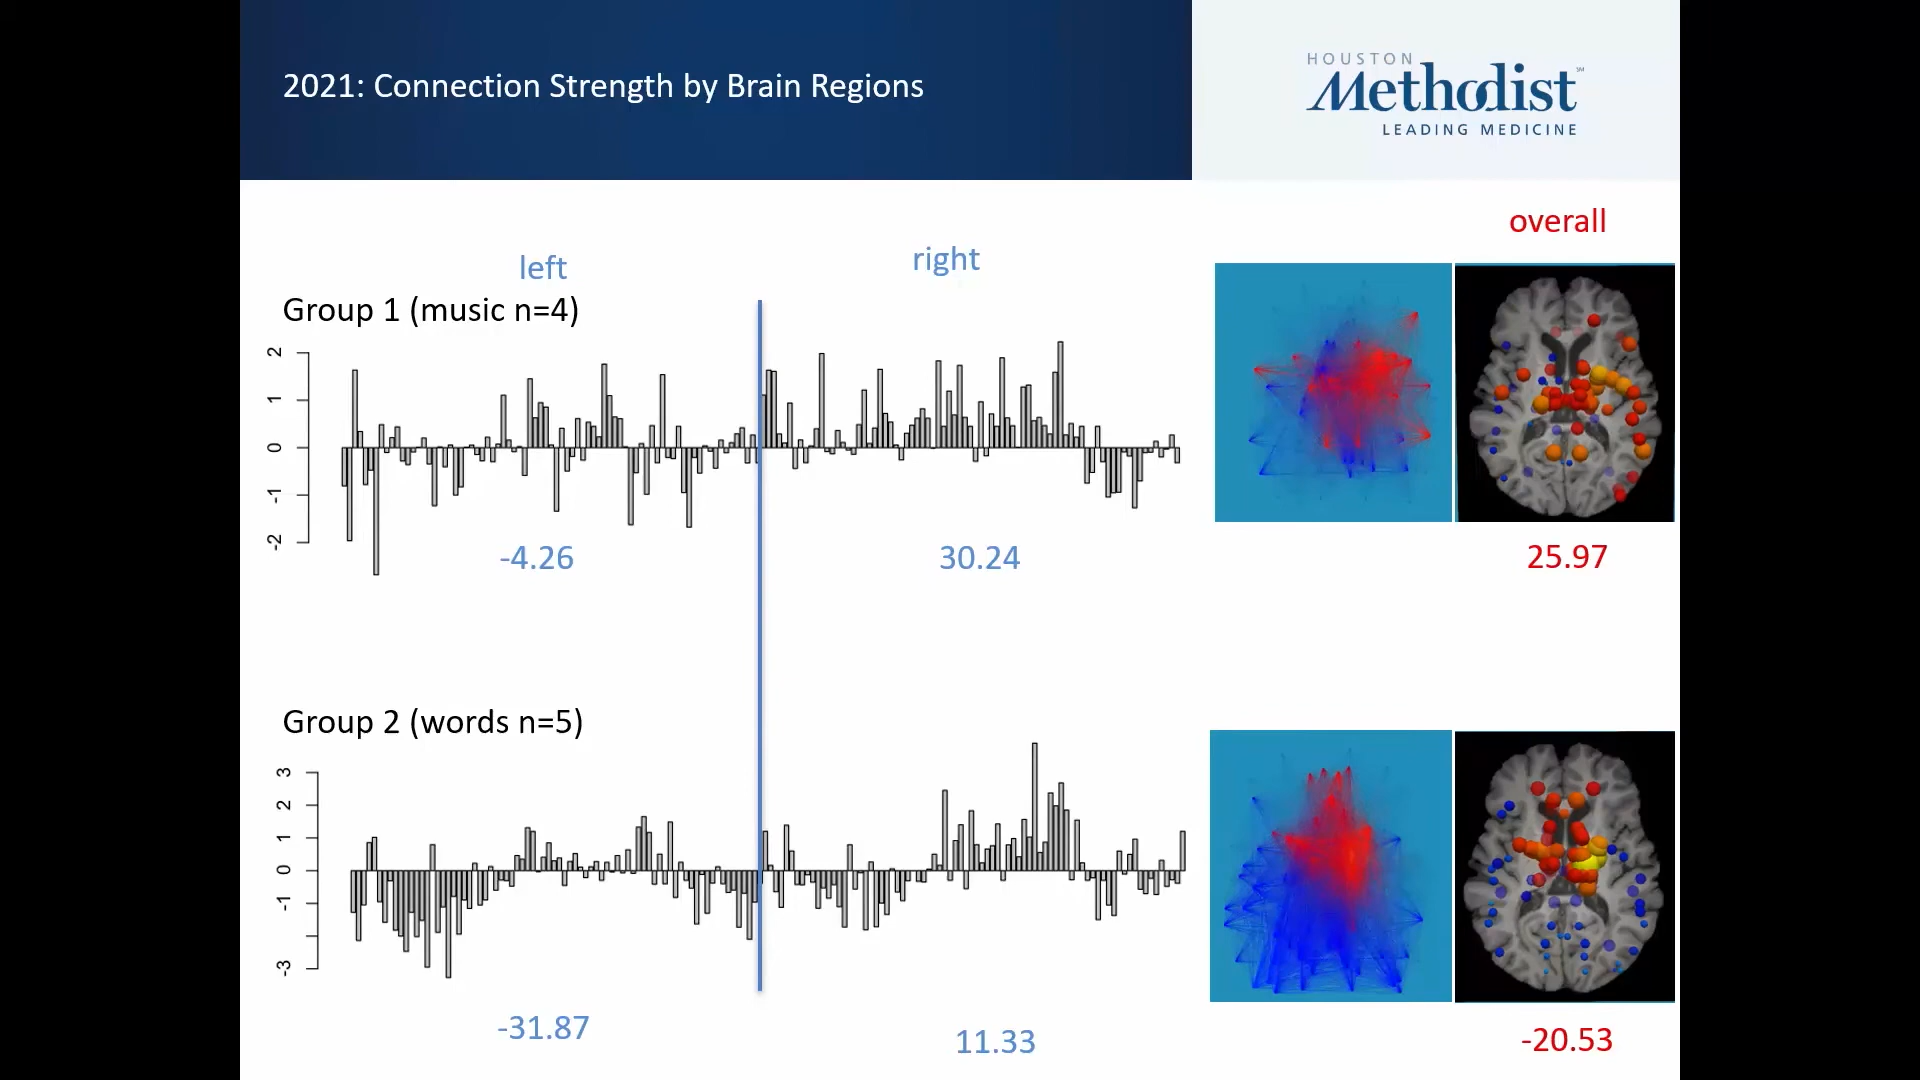 2021: Connection Strength by Brain Regions
HOUSTON
Methodist℠
LEADING MEDICINE
overall
left
right
Group 1 (music n=4)
2
1
0
-1
-2
-4.26
30.24
25.97
Group 2 (words n=5)
3
2
1
0
-1
-3
-31.87
11.33
-20.53